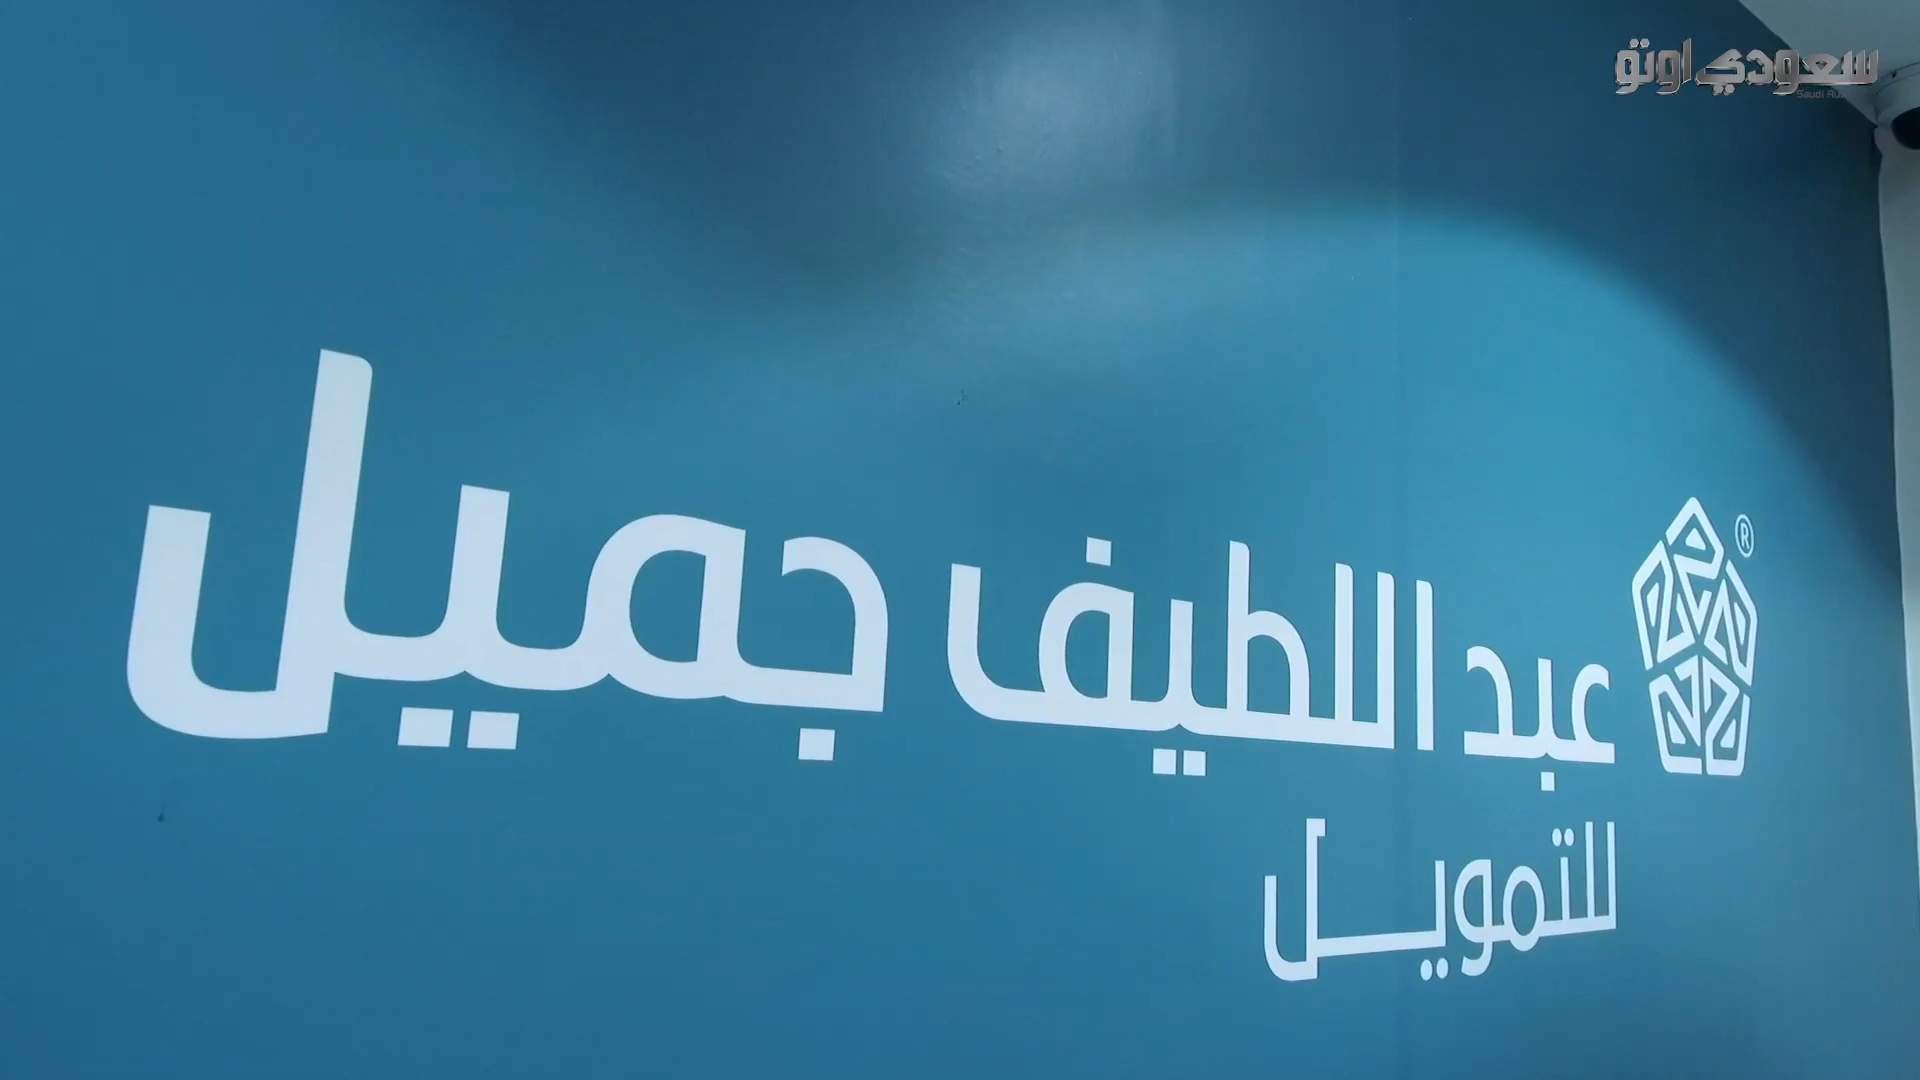 سعودي اوتو
عبد اللطيف جميل ®
للتمويل